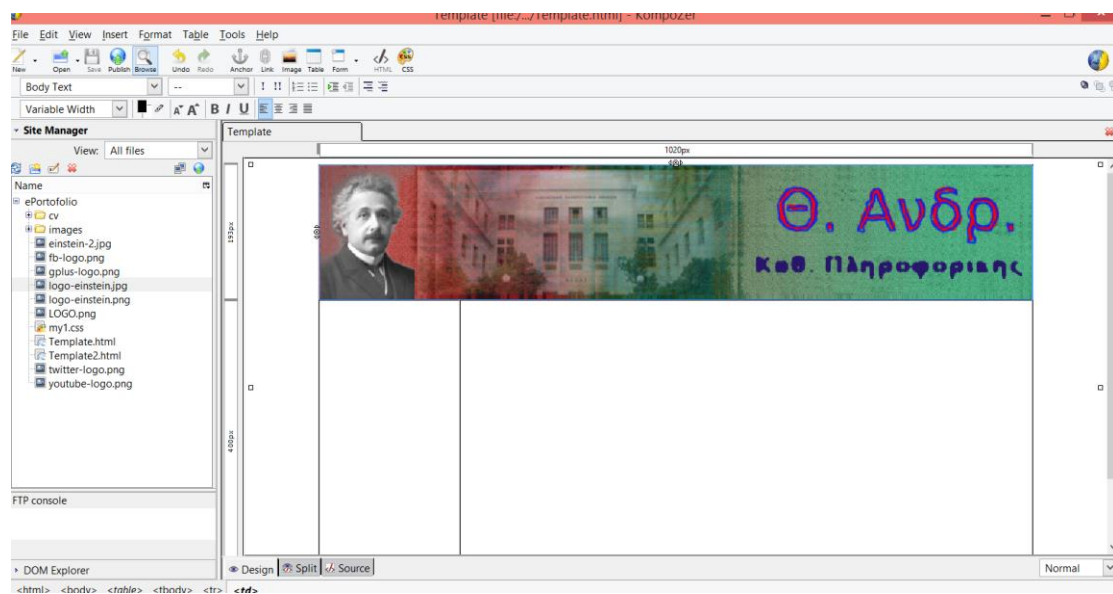 Template [file:/.../Template.html] - KompoZer
File Edit View Insert Format Table Tools Help
New Open Save Publish Browse Undo Redo Anchor Link Image Table Form HTML CSS
Body Text -- ! !!
Variable Width A A B I U
Site Manager Template
View: All files 1020px
Name
ePortofolio
cv
images
einstein-2.jpg
fb-logo.png
gplus-logo.png
logo-einstein.jpg
logo-einstein.png
LOGO.png
my1.css
Template.html
Template2.html
twitter-logo.png
youtube-logo.png
193px
Θ. Ανδρ.
Καθ. Πληροφορικης
400px
FTP console
DOM Explorer Design Split Source Normal
<html> <body> <table> <tbody> <tr> <td>